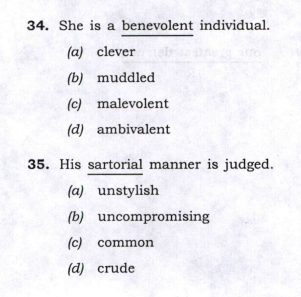 34. She is a benevolent individual.
(a) clever
(b) muddled
(c) malevolent
(d) ambivalent
35. His sartorial manner is judged.
(a) unstylish
(b) uncompromising
(c) common
(d) crude